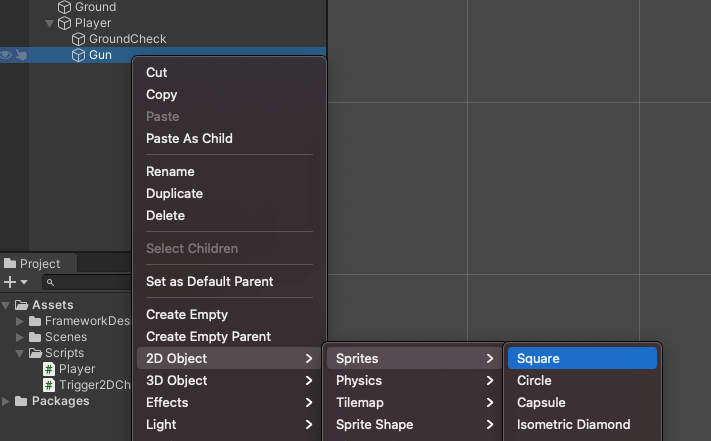 Ground
Player
GroundCheck
Gun
Cut
Copy
Paste
Paste As Child
Rename
Duplicate
Delete
Select Children
Set as Default Parent
Create Empty
Create Empty Parent
2D Object
3D Object
Effects
Light
Sprites
Physics
Tilemap
Sprite Shape
Square
Circle
Capsule
Isometric Diamond
Project
Assets
FrameworkDes
Scenes
Scripts
Player
Trigger2DCh
Packages